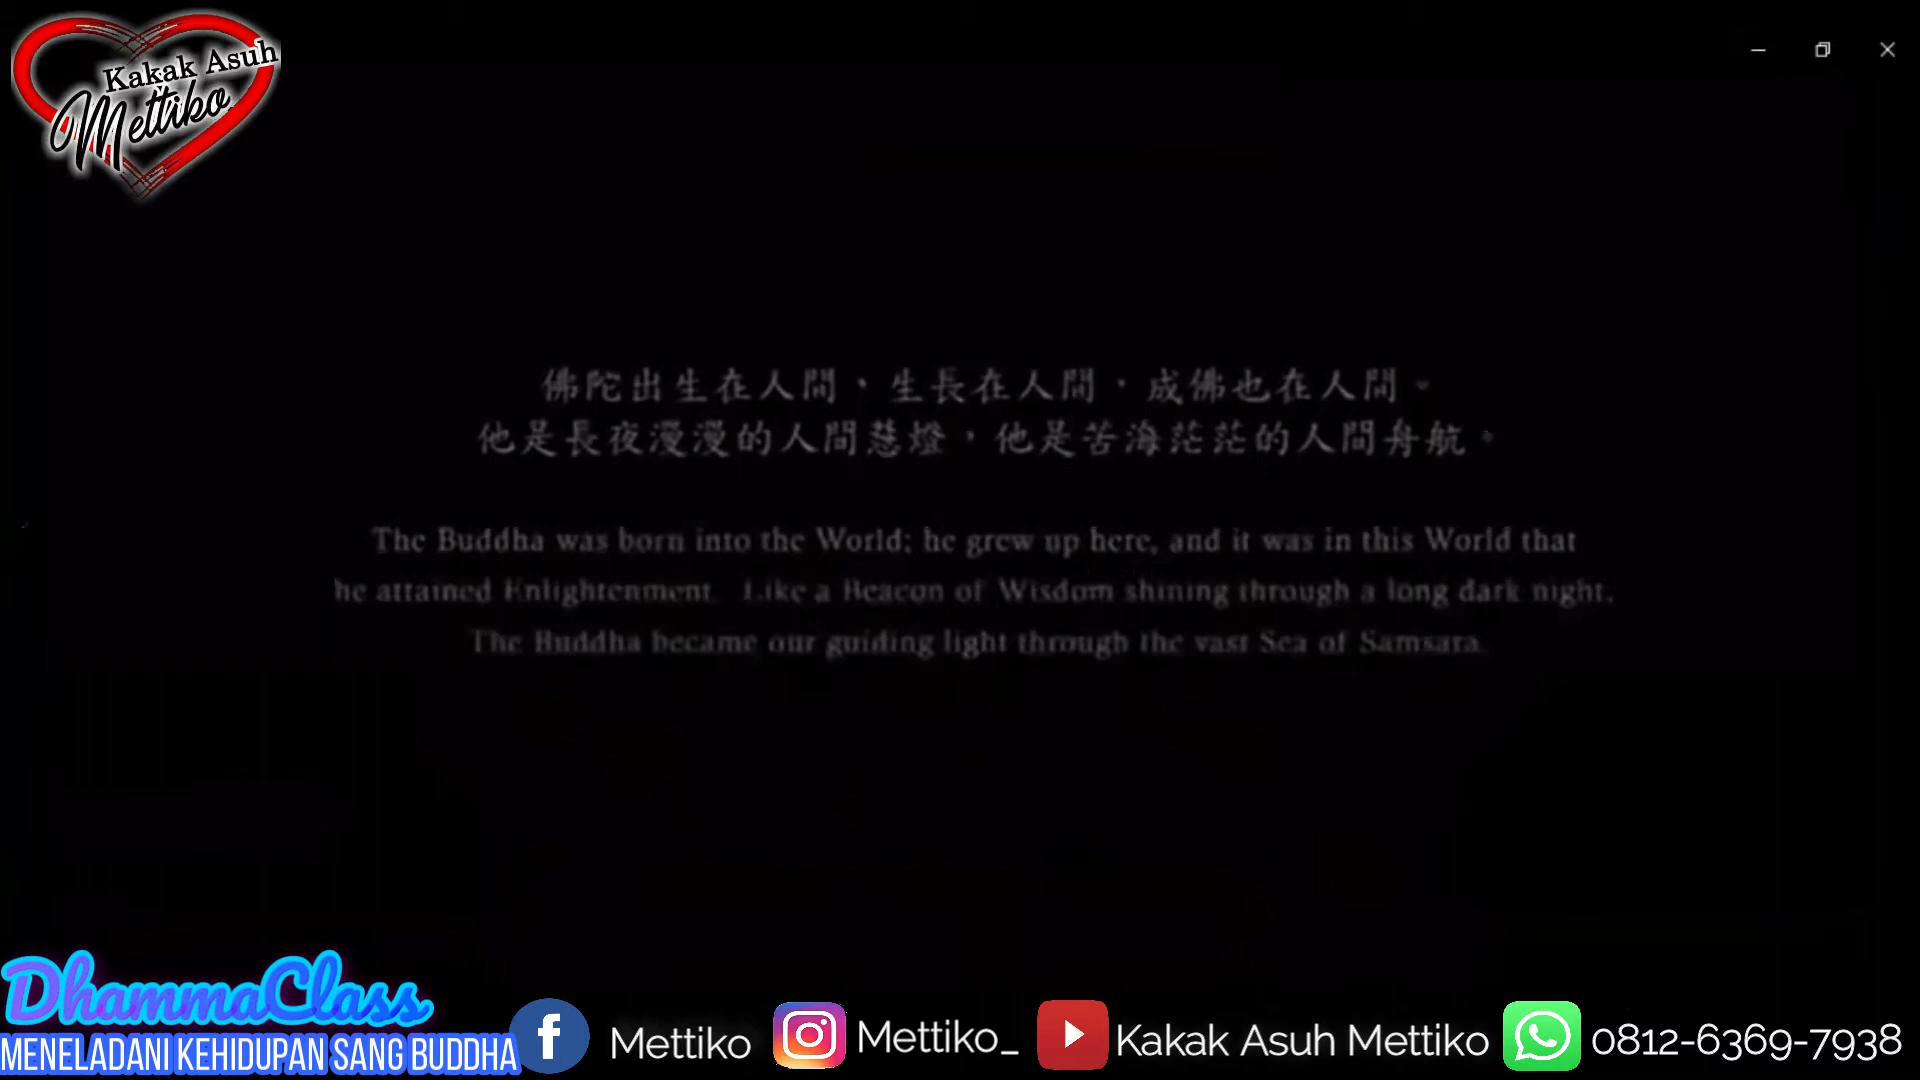 Kakak Asuh
Mettiko
佛陀出生在人間，生長在人間，成佛也在人間。
他是長夜漫漫的人間慧燈，他是苦海茫茫的人間舟航。
The Buddha was born into the World; he grew up here, and it was in this World that
he attained Enlightenment. Like a Beacon of Wisdom shining through a long dark night,
The Buddha became our guiding light through the vast Sea of Samsara.
DhammaClass
MENELADANI KEHIDUPAN SANG BUDDHA
Mettiko
Mettiko_
Kakak Asuh Mettiko
0812-6369-7938